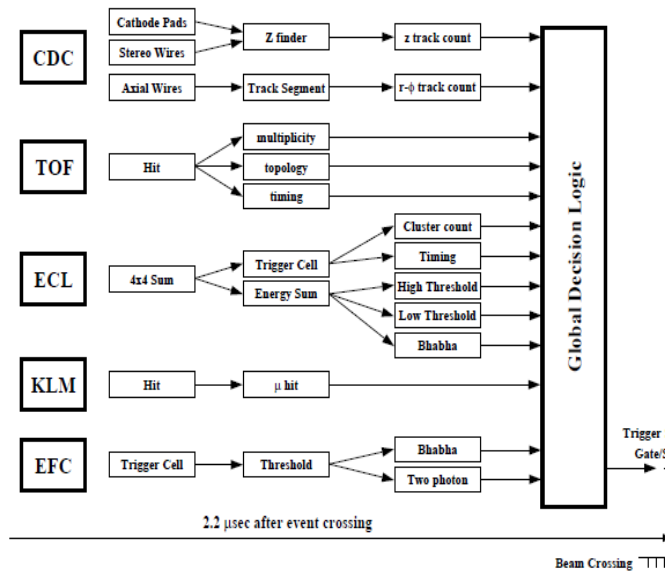 CDC
Cathode Pads
Stereo Wires
Z finder
z track count
Axial Wires
Track Segment
r-φ track count
TOF
Hit
multiplicity
topology
timing
ECL
4x4 Sum
Trigger Cell
Energy Sum
Cluster count
Timing
High Threshold
Low Threshold
Bhabha
KLM
Hit
μ hit
EFC
Trigger Cell
Threshold
Bhabha
Two photon
Global Decision Logic
Trigger
Gate/S
2.2 μsec after event crossing
Beam Crossing